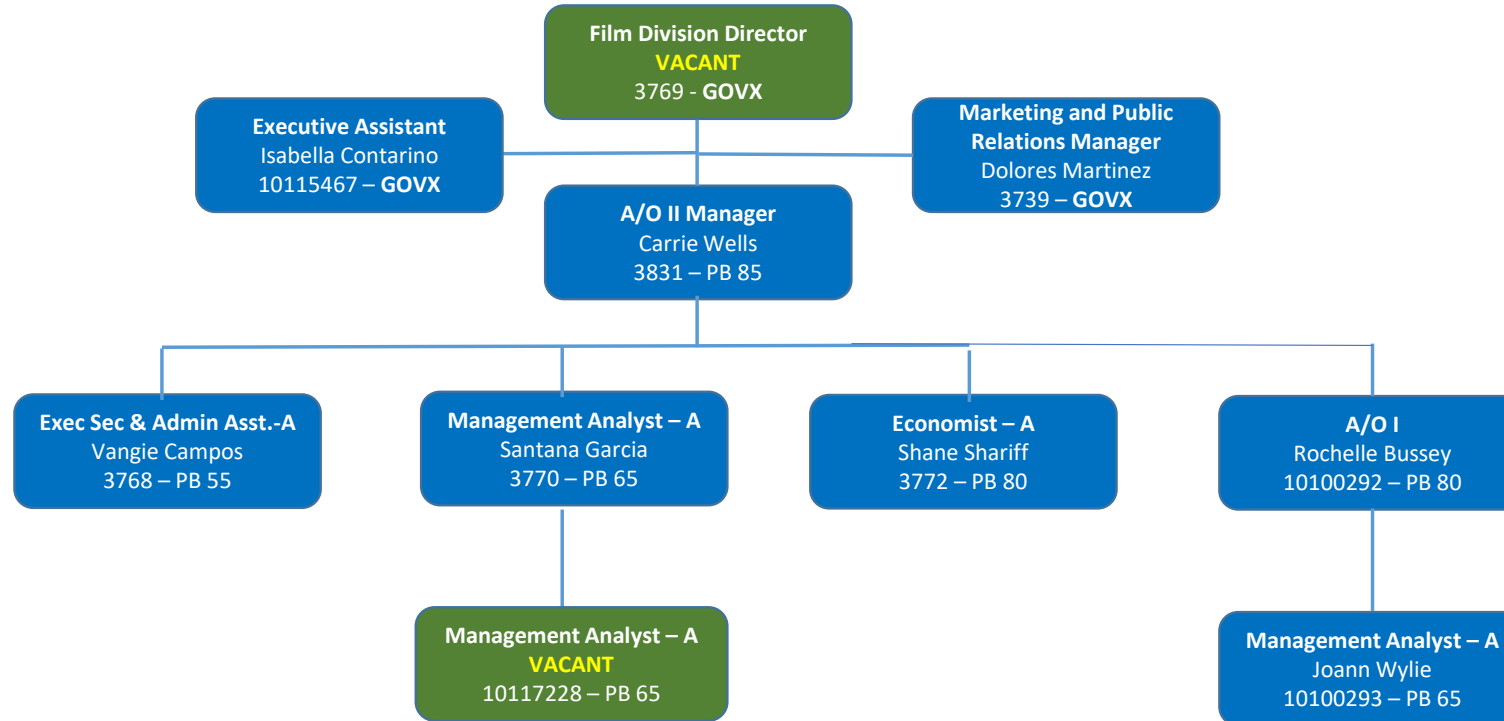 Film Division Director
VACANT
3769 - GOVX
Executive Assistant
Isabella Contarino
10115467 – GOVX
Marketing and Public
Relations Manager
Dolores Martinez
3739 – GOVX
A/O II Manager
Carrie Wells
3831 – PB 85
Exec Sec & Admin Asst.-A
Vangie Campos
3768 – PB 55
Management Analyst – A
Santana Garcia
3770 – PB 65
Economist – A
Shane Shariff
3772 – PB 80
A/O I
Rochelle Bussey
10100292 – PB 80
Management Analyst – A
VACANT
10117228 – PB 65
Management Analyst – A
Joann Wylie
10100293 – PB 65